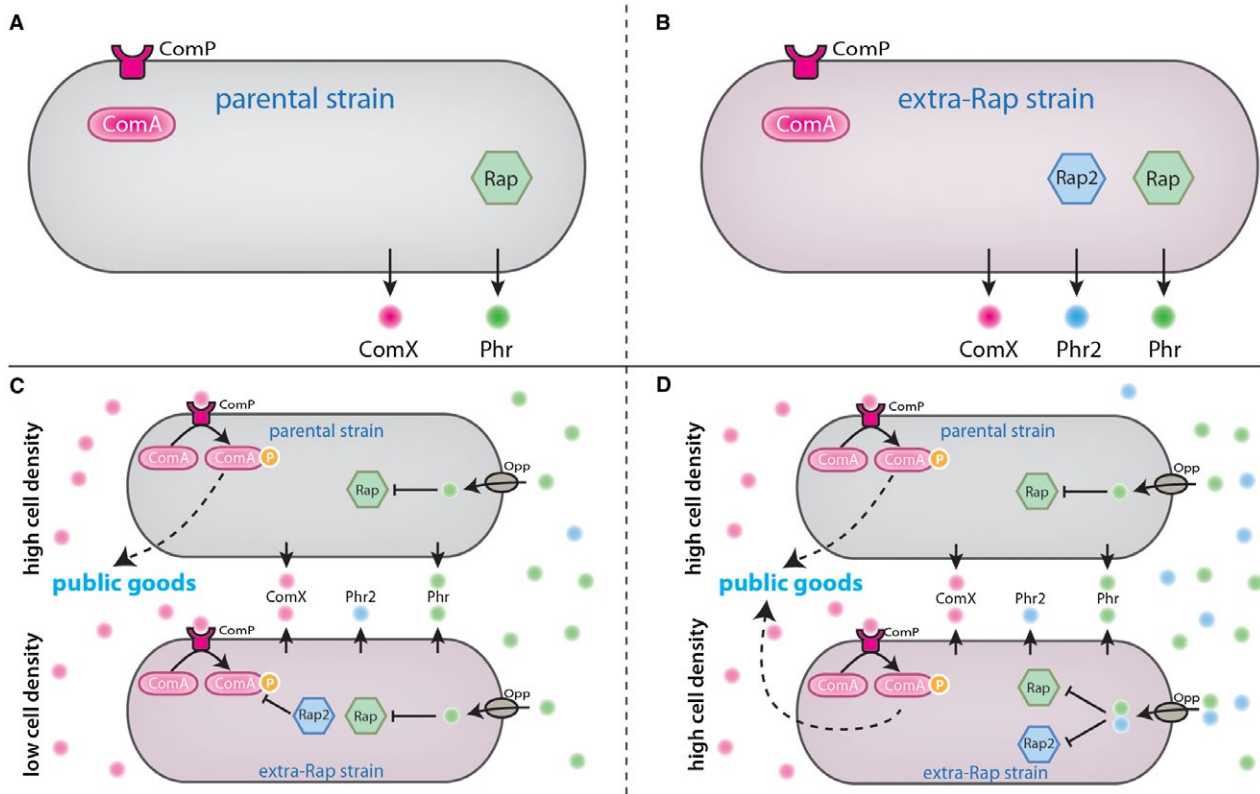 A
ComP
parental strain
ComA
Rap
ComX
Phr
B
ComP
extra-Rap strain
ComA
Rap2
Rap
ComX
Phr2
Phr
C
high cell density
low cell density
ComP
parental strain
ComA
ComA
P
Rap
Opp
public goods
ComX
Phr2
Phr
ComP
ComA
ComA
P
Rap2
Rap
Opp
extra-Rap strain
D
high cell density
high cell density
ComP
parental strain
ComA
ComA
P
Rap
Opp
public goods
ComX
Phr2
Phr
ComP
ComA
ComA
P
Rap
Rap2
Opp
extra-Rap strain